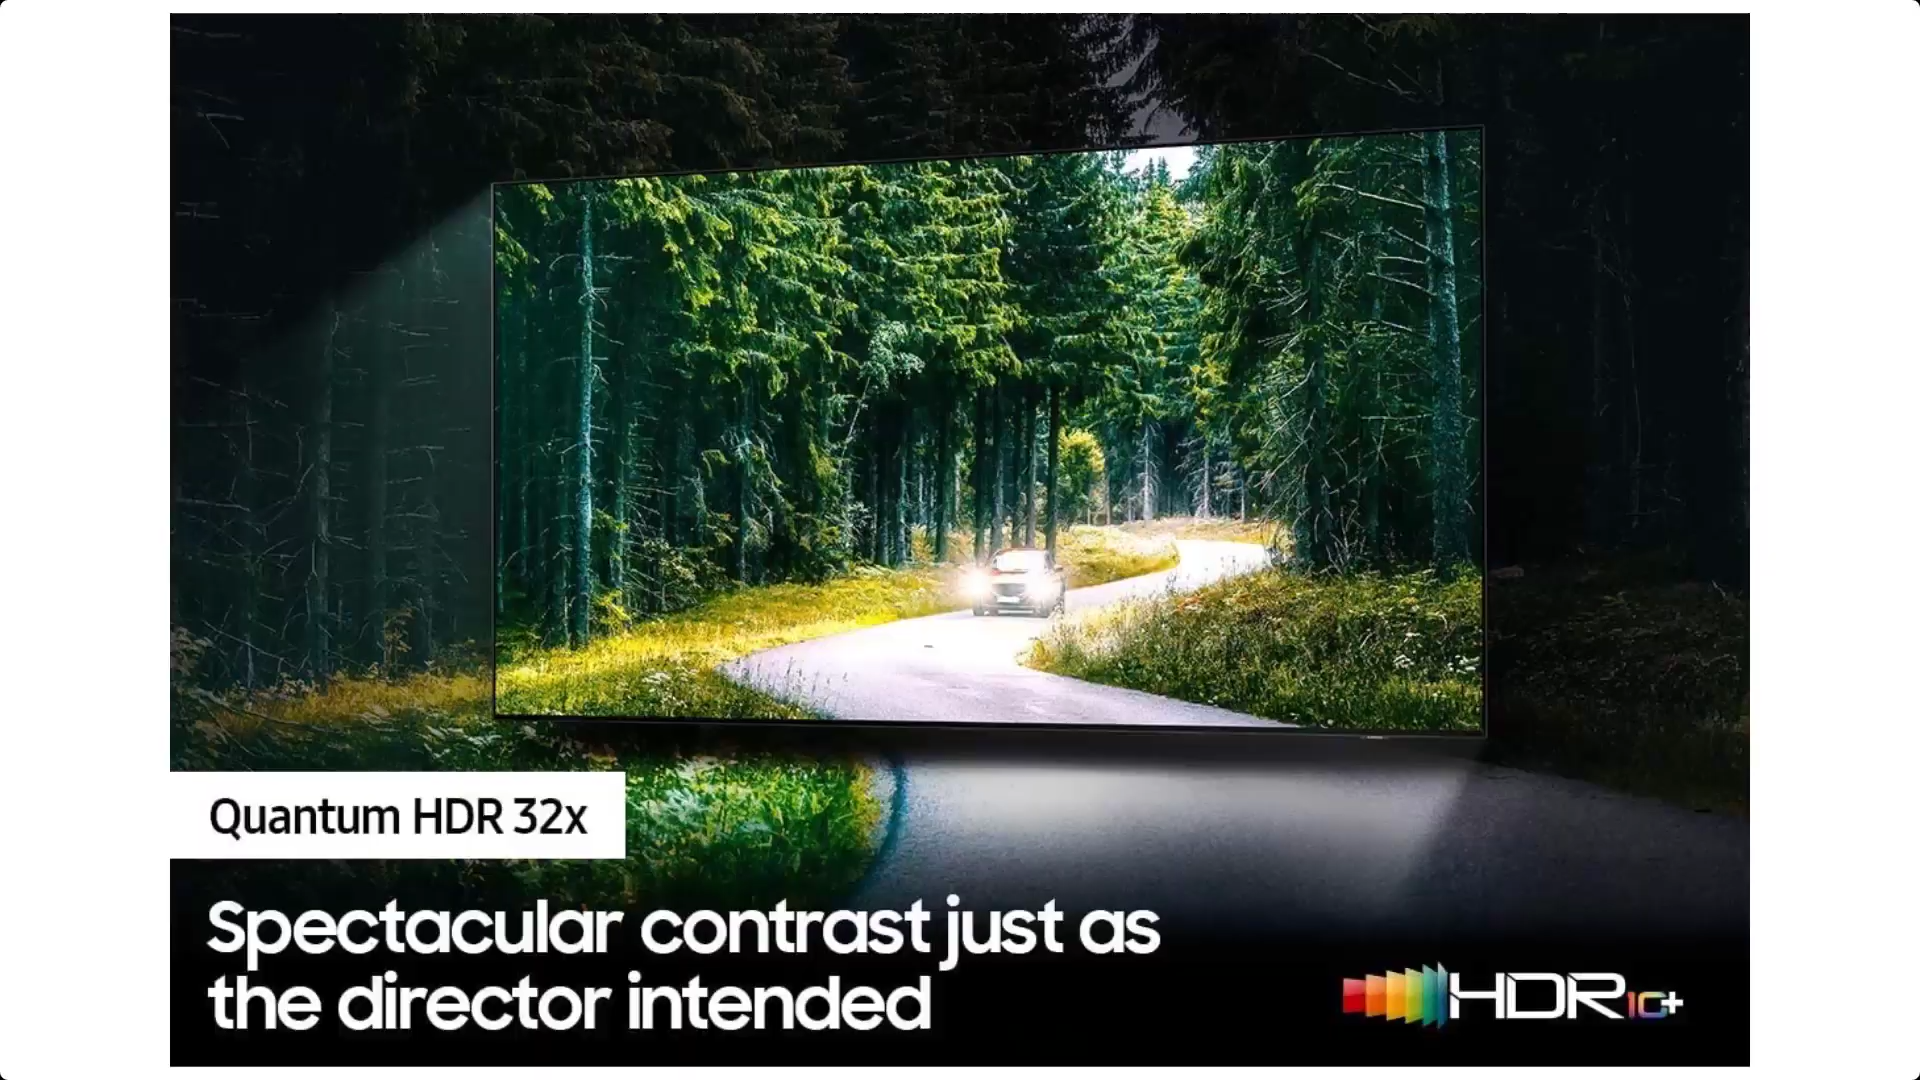 Quantum HDR 32x
Spectacular contrast just as
the director intended
HDR10+